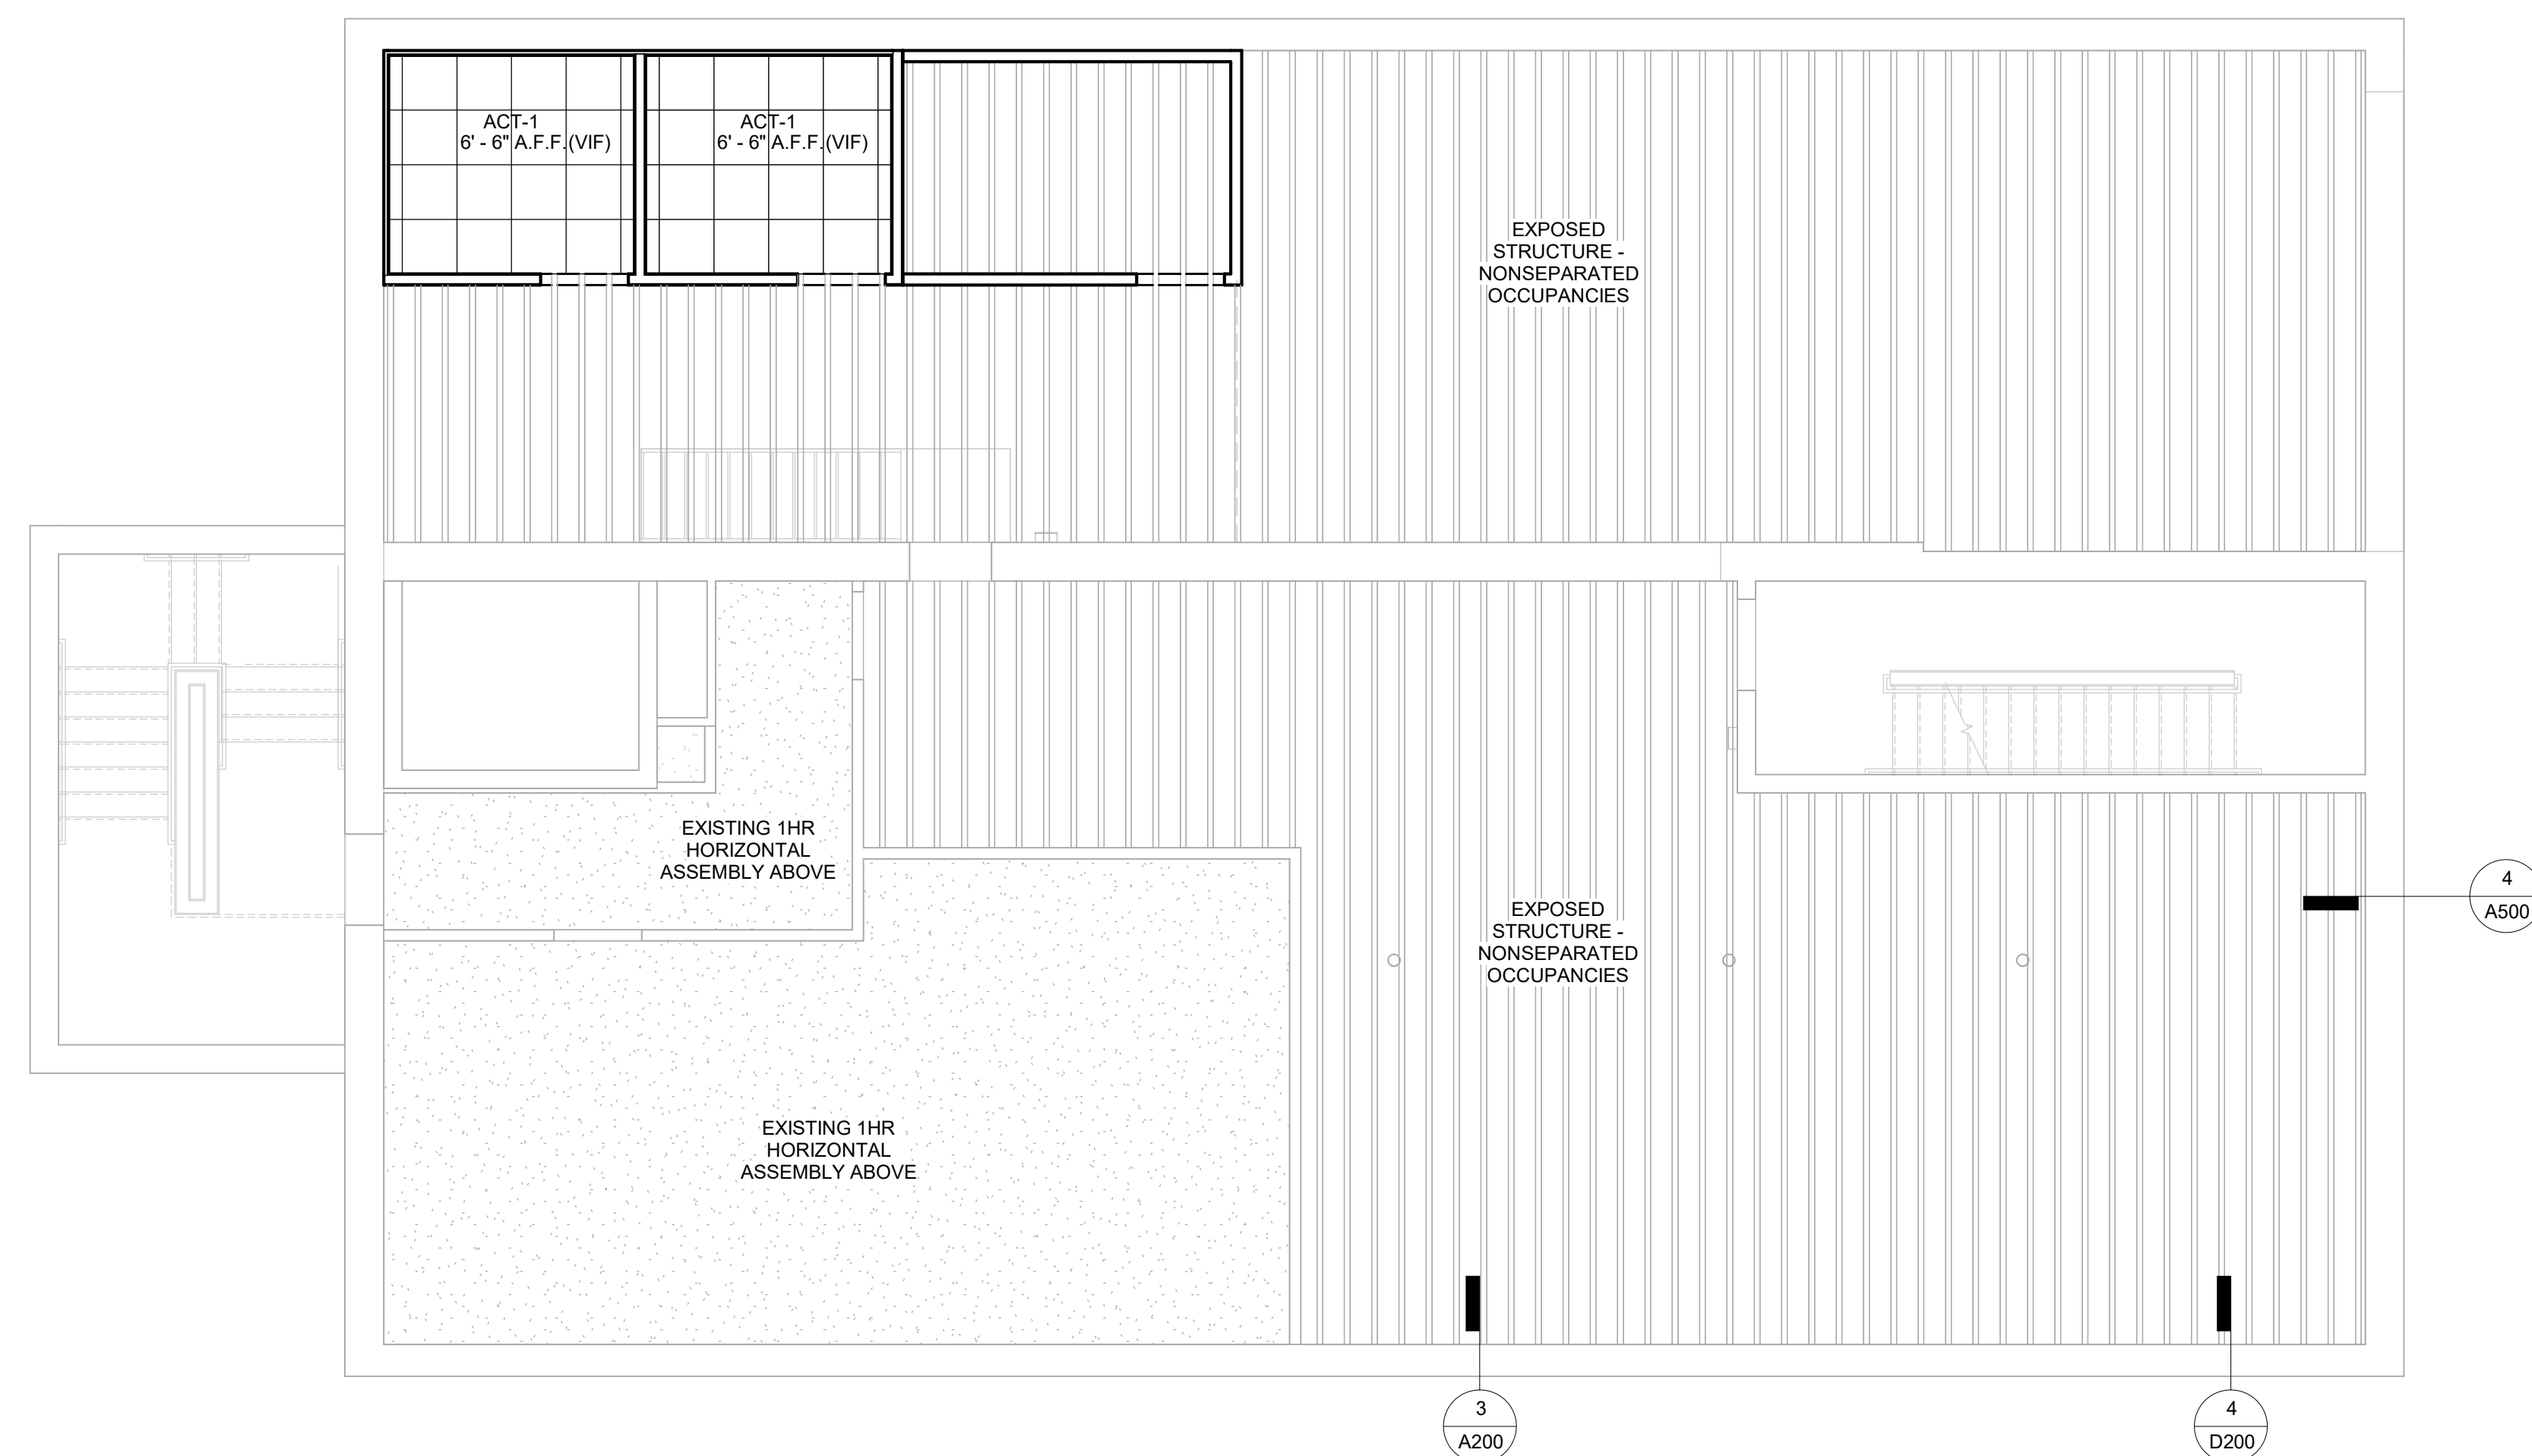 ACT-1
6' - 6" A.F.F.(VIF)
ACT-1
6' - 6" A.F.F.(VIF)
EXPOSED
STRUCTURE -
NONSEPARATED
OCCUPANCIES
EXISTING 1HR
HORIZONTAL
ASSEMBLY ABOVE
EXPOSED
STRUCTURE -
NONSEPARATED
OCCUPANCIES
4
A500
EXISTING 1HR
HORIZONTAL
ASSEMBLY ABOVE
3
A200
4
D200